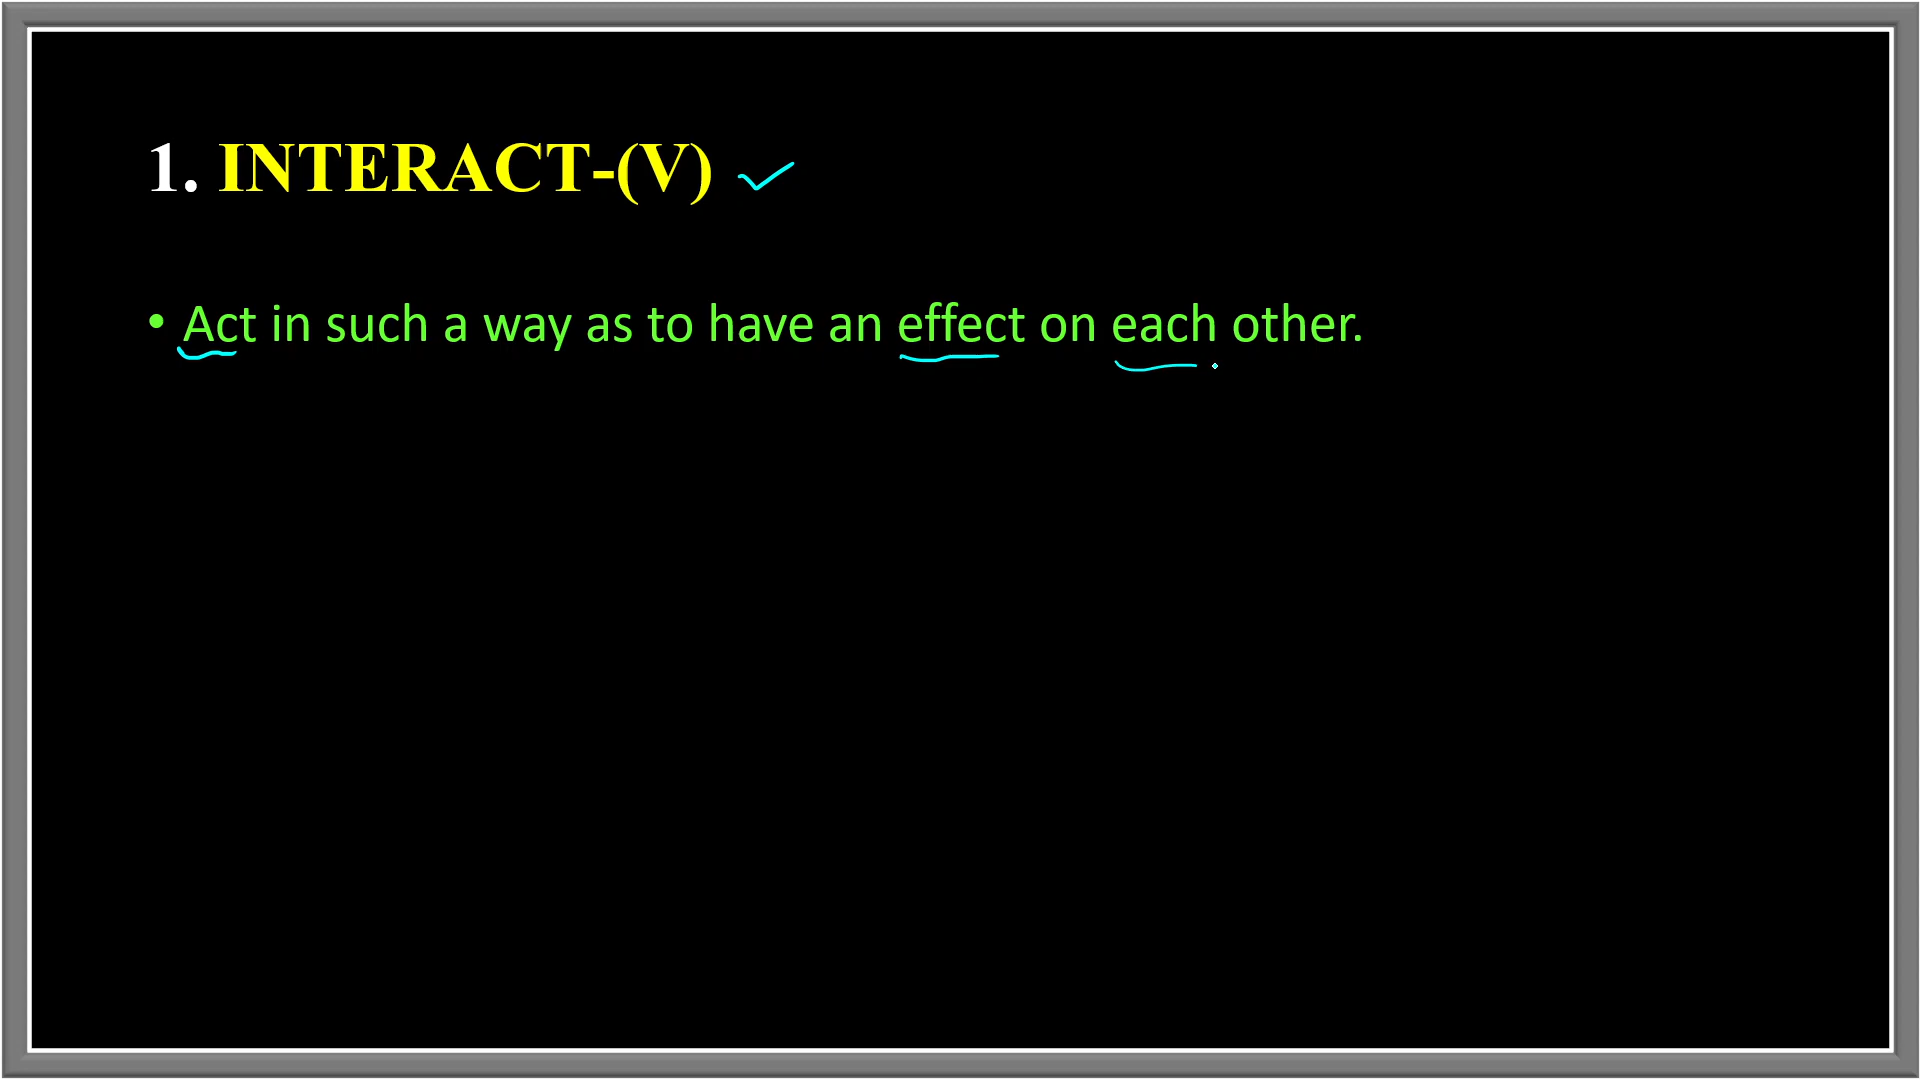 1. INTERACT-(V)
• Act in such a way as to have an effect on each other.